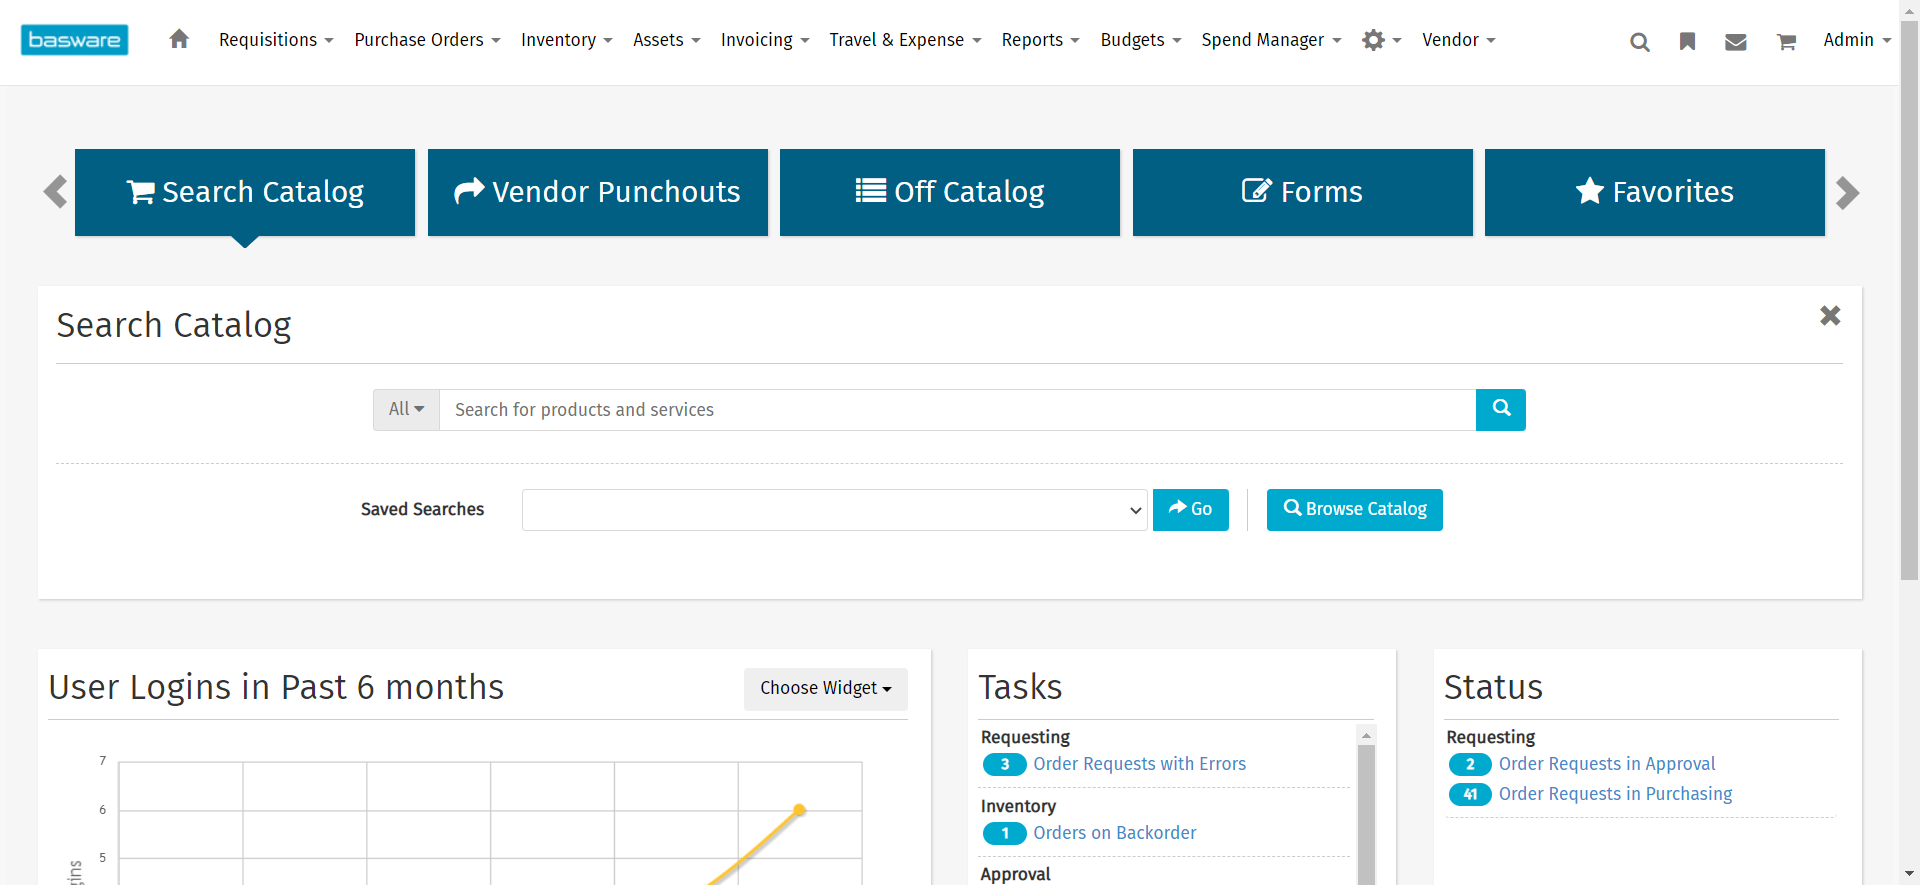 basware
Requisitions
Purchase Orders
Inventory
Assets
Invoicing
Travel & Expense
Reports
Budgets
Spend Manager
Vendor
Admin
Search Catalog
Vendor Punchouts
Off Catalog
Forms
Favorites
Search Catalog
All
Search for products and services
Saved Searches
Go
Browse Catalog
User Logins in Past 6 months
Choose Widget
7
6
5
Tasks
Requesting
3 Order Requests with Errors
Inventory
1 Orders on Backorder
Approval
Status
Requesting
2 Order Requests in Approval
41 Order Requests in Purchasing